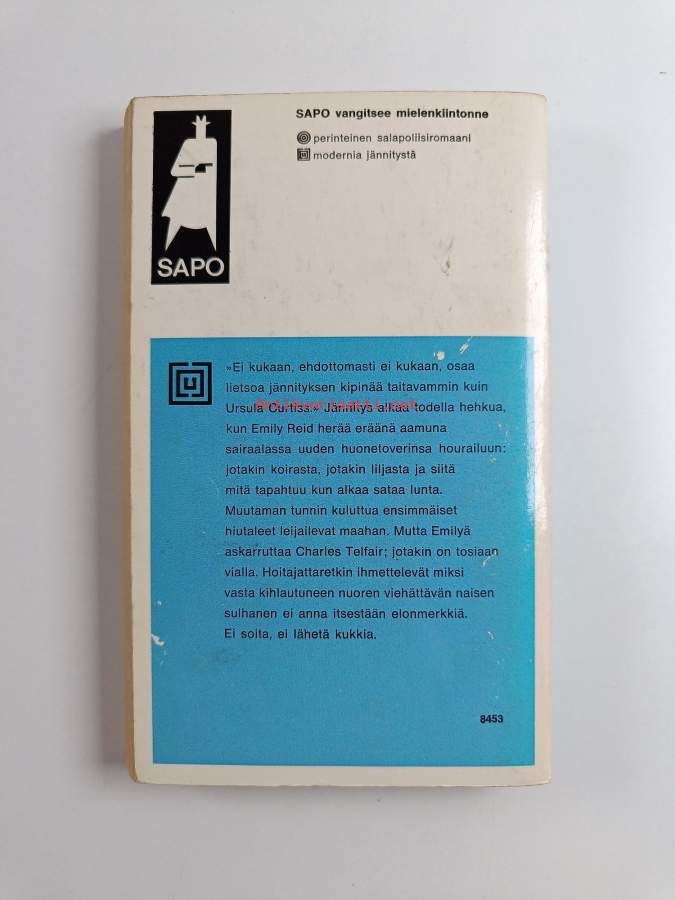 SAPO vangitsee mielenkiintonne
perinteinen salapoliisiromaani
modernia jännitystä
SAPO
»Ei kukaan, ehdottomasti ei kukaan, osaa
lietsoa jännityksen kipinää taitavammin kuin
Ursula Curtiss.» Jännitys alkaa todella hehkua,
Antikvariaatti.net
kun Emily Reid herää eräänä aamuna
sairaalassa uuden huonetoverinsa hourailuun:
jotakin koirasta, jotakin liljasta ja siitä
mitä tapahtuu kun alkaa sataa lunta.
Muutaman tunnin kuluttua ensimmäiset
hiutaleet leijailevat maahan. Mutta Emilyä
askarruttaa Charles Telfair; jotakin on tosiaan
vialla. Hoitajattaretkin ihmettelevät miksi
vasta kihlautuneen nuoren viehättävän naisen
sulhanen ei anna itsestään elonmerkkiä.
Ei soita, ei lähetä kukkia.
8453